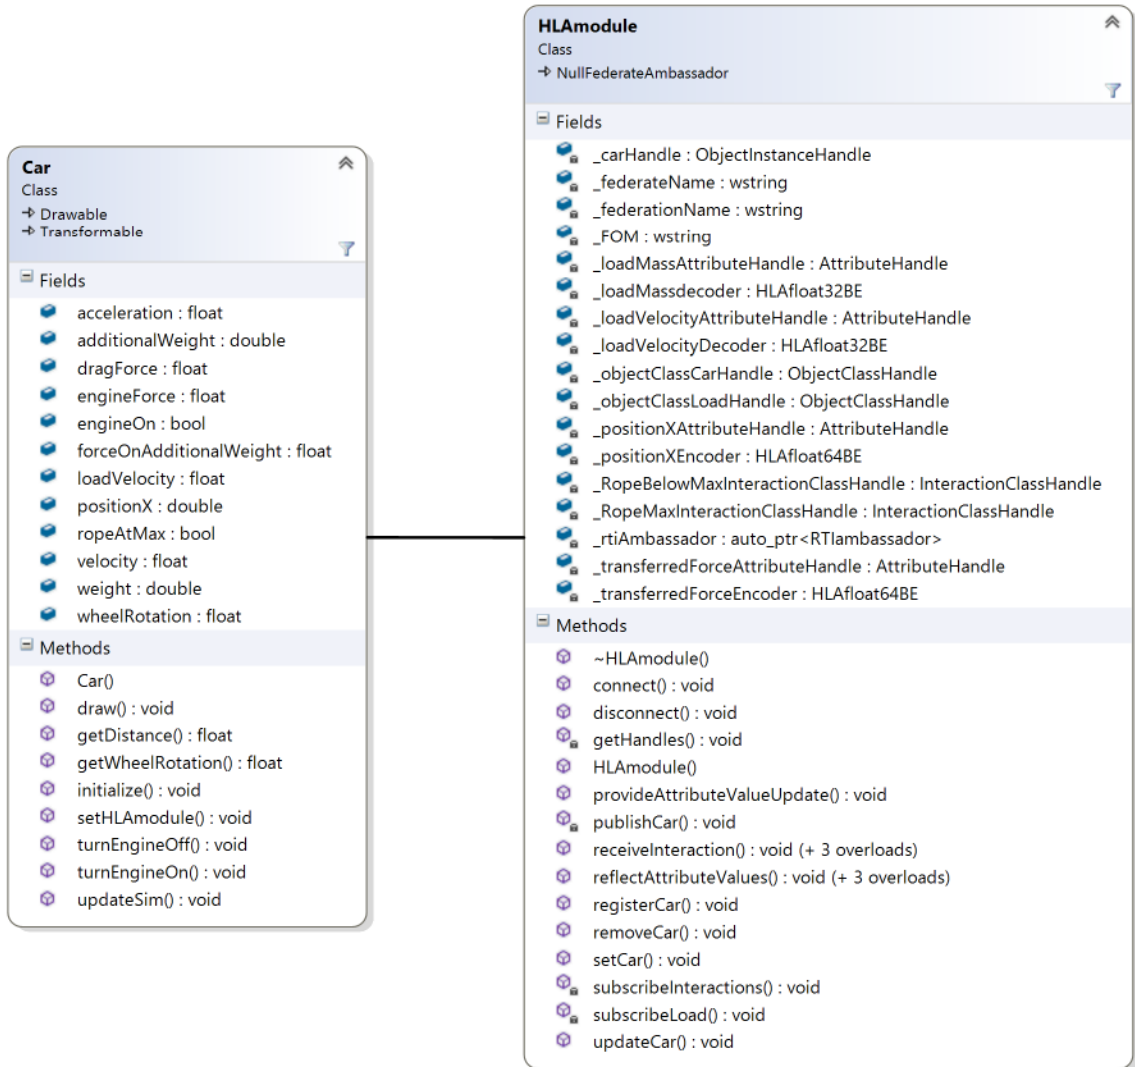 Car
Class
Drawable
Transformable
Fields
acceleration : float
additionalWeight : double
dragForce : float
engineForce : float
engineOn : bool
forceOnAdditionalWeight : float
loadVelocity : float
positionX : double
ropeAtMax : bool
velocity : float
weight : double
wheelRotation : float
Methods
Car()
draw() : void
getDistance() : float
getWheelRotation() : float
initialize() : void
setHLAmodule() : void
turnEngineOff() : void
turnEngineOn() : void
updateSim() : void
HLAmodule
Class
NullFederateAmbassador
Fields
_carHandle : ObjectInstanceHandle
_federateName : wstring
_federationName : wstring
_FOM : wstring
_loadMassAttributeHandle : AttributeHandle
_loadMassdecoder : HLAfloat32BE
_loadVelocityAttributeHandle : AttributeHandle
_loadVelocityDecoder : HLAfloat32BE
_objectClassCarHandle : ObjectClassHandle
_objectClassLoadHandle : ObjectClassHandle
_positionXAttributeHandle : AttributeHandle
_positionXEncoder : HLAfloat64BE
_RopeBelowMaxInteractionClassHandle : InteractionClassHandle
_RopeMaxInteractionClassHandle : InteractionClassHandle
_rtiAmbassador : auto_ptr<RTIambassador>
_transferredForceAttributeHandle : AttributeHandle
_transferredForceEncoder : HLAfloat64BE
Methods
~HLAmodule()
connect() : void
disconnect() : void
getHandles() : void
HLAmodule()
provideAttributeValueUpdate() : void
publishCar() : void
receiveInteraction() : void (+ 3 overloads)
reflectAttributeValues() : void (+ 3 overloads)
registerCar() : void
removeCar() : void
setCar() : void
subscribeInteractions() : void
subscribeLoad() : void
updateCar() : void